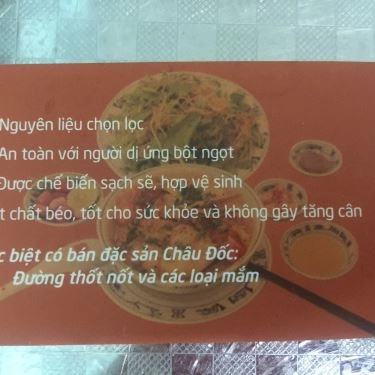 Nguyên liệu chọn lọc
An toàn với người dị ứng bột ngọt
Được chế biến sạch sẽ, hợp vệ sinh
t chất béo, tốt cho sức khỏe và không gây tăng cân
c biệt có bán đặc sản Châu Đốc:
Đường thốt nốt và các loại mắm